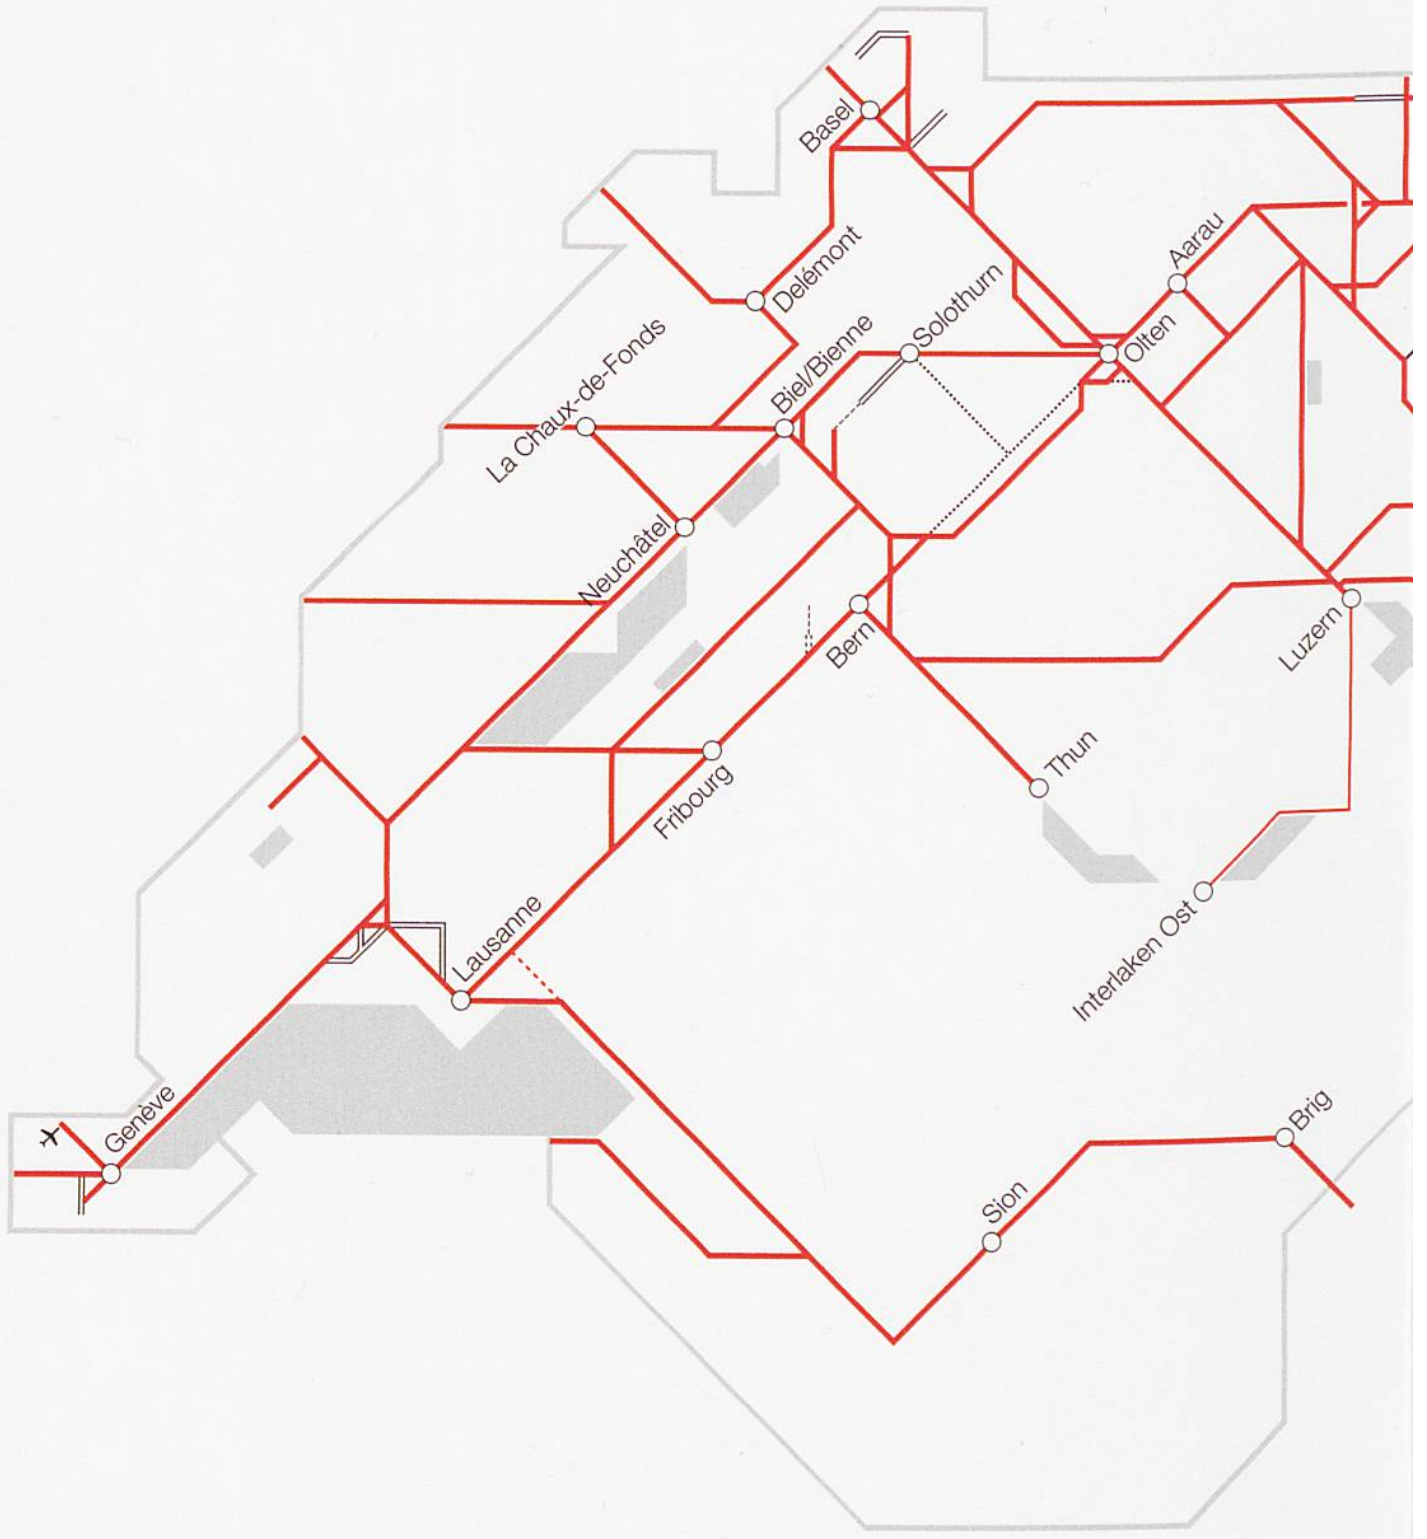 Basel
Aarau
Delémont
Solothurn
Olten
La Chaux-de-Fonds
Biel/Bienne
Neuchâtel
Bern
Luzern
Fribourg
Thun
Lausanne
Interlaken Ost
Genève
Brig
Sion